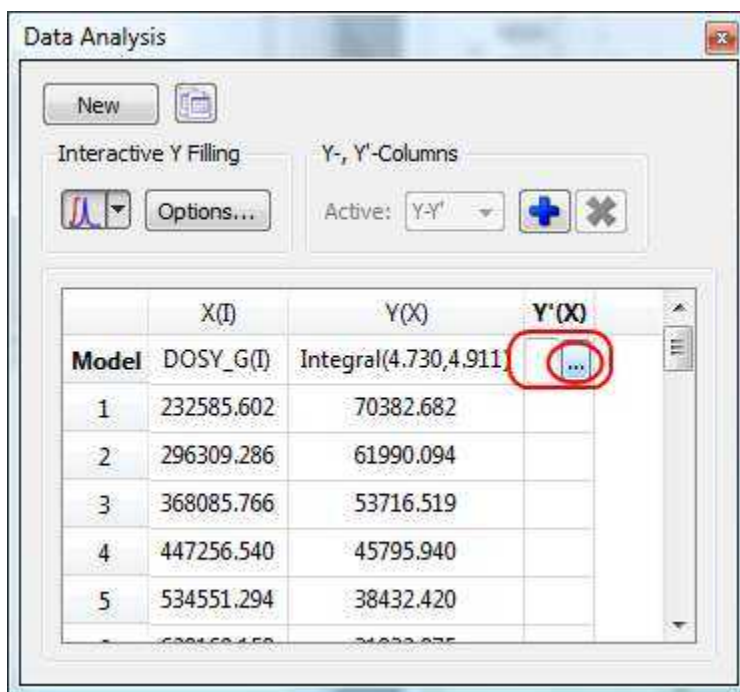 Data Analysis
New
Interactive Y Filling
Y-, Y'-Columns
Options...
Active: Y-Y'
X(I) Y(X) Y'(X)
Model DOSY_G(I) Integral(4.730,4.911) ...
1 232585.602 70382.682
2 296309.286 61990.094
3 368085.766 53716.519
4 447256.540 45795.940
5 534551.294 38432.420